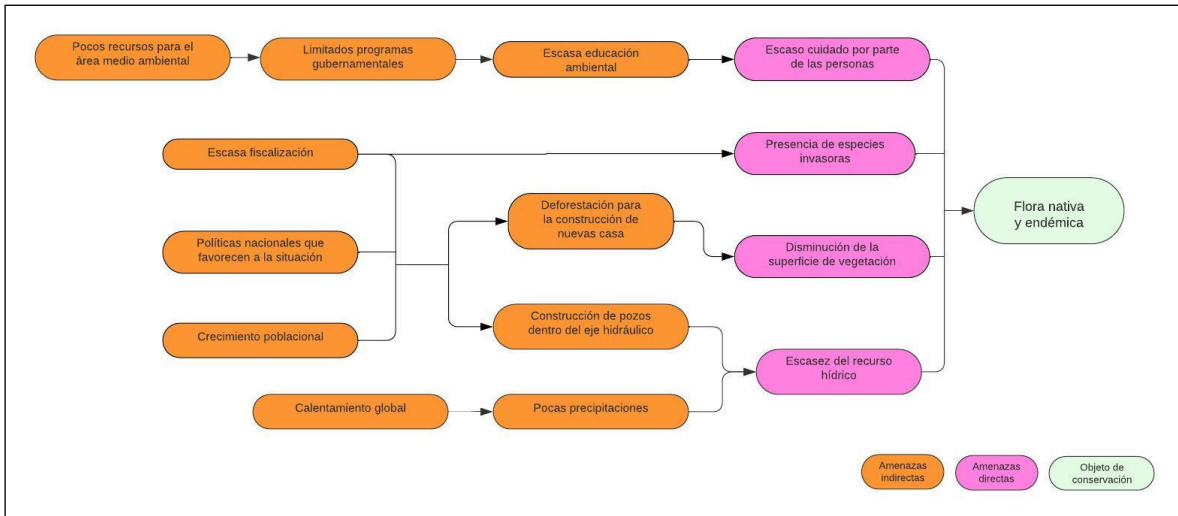 Pocos recursos para el
área medio ambiental
Limitados programas
gubernamentales
Escasa educación
ambiental
Escaso cuidado por parte
de las personas
Escasa fiscalización
Presencia de especies
invasoras
Deforestación para
la construcción de
nuevas casa
Flora nativa
y endémica
Políticas nacionales que
favorecen a la situación
Disminución de la
superficie de vegetación
Crecimiento poblacional
Construcción de pozos
dentro del eje hidráulico
Escasez del recurso
hídrico
Calentamiento global
Pocas precipitaciones
Amenazas
indirectas
Amenazas
directas
Objeto de
conservación